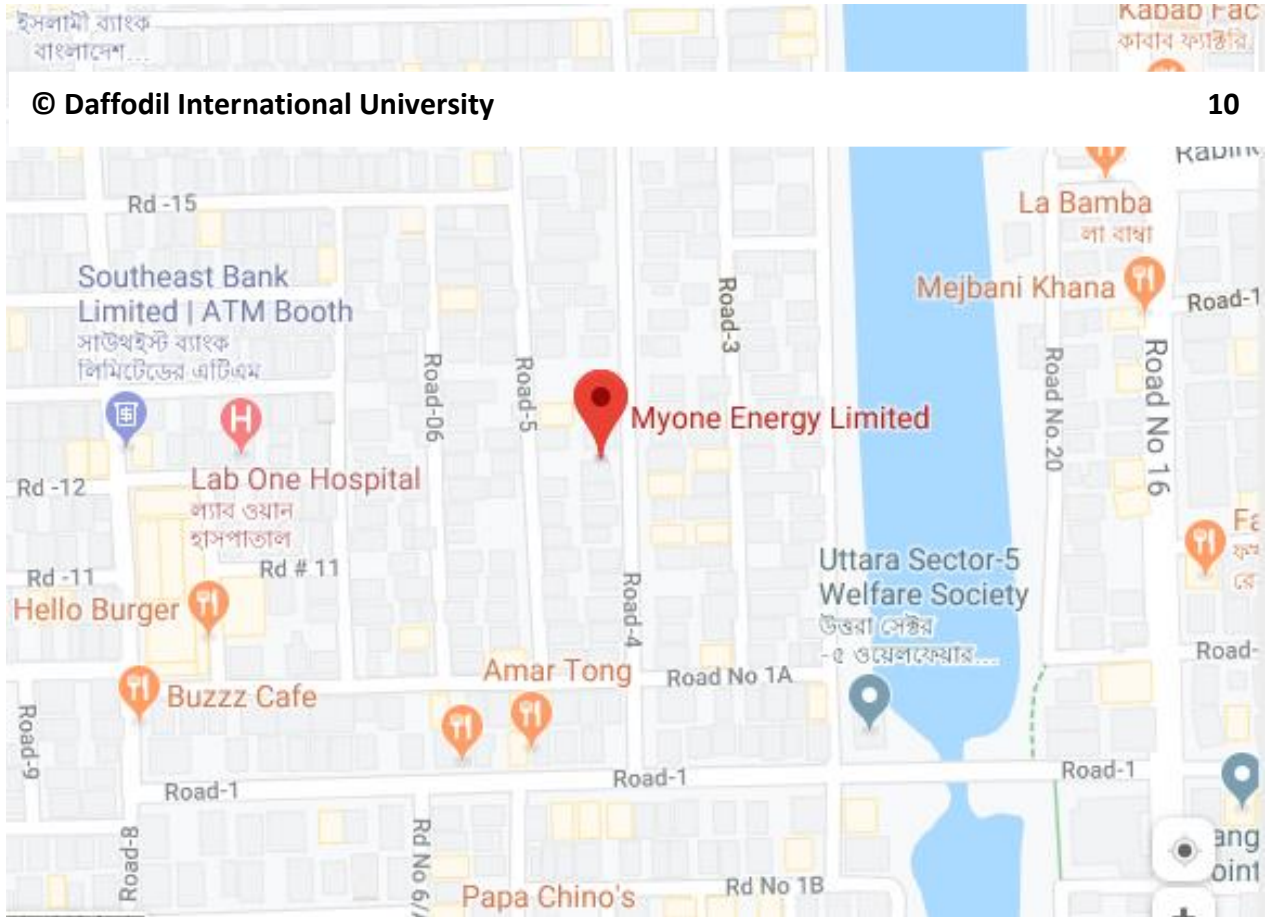 ইসলামী ব্যাংক
বাংলাদেশ...
Kabab Fac
কাবাব ফ্যাক্টরি
© Daffodil International University 10
Rd -15
La Bamba
লা বাম্বা
Southeast Bank
Limited | ATM Booth
সাউথইস্ট ব্যাংক
লিমিটেডের এটিএম
Mejbani Khana
Road-1
Road-3
Road-06
Road-5
Road No.20
Road No 16
Myone Energy Limited
Rd -12
Lab One Hospital
ল্যাব ওয়ান
হাসপাতাল
Rd # 11
Rd -11
Hello Burger
Road-4
Uttara Sector-5
Welfare Society
উত্তরা সেক্টর
-৫ ওয়েলফেয়ার...
Road-
Amar Tong
Road No 1A
Buzzz Cafe
Road-9
Road-1
Road-1
Road-1
Road-8
Rd No 6/
Papa Chino's
Rd No 1B